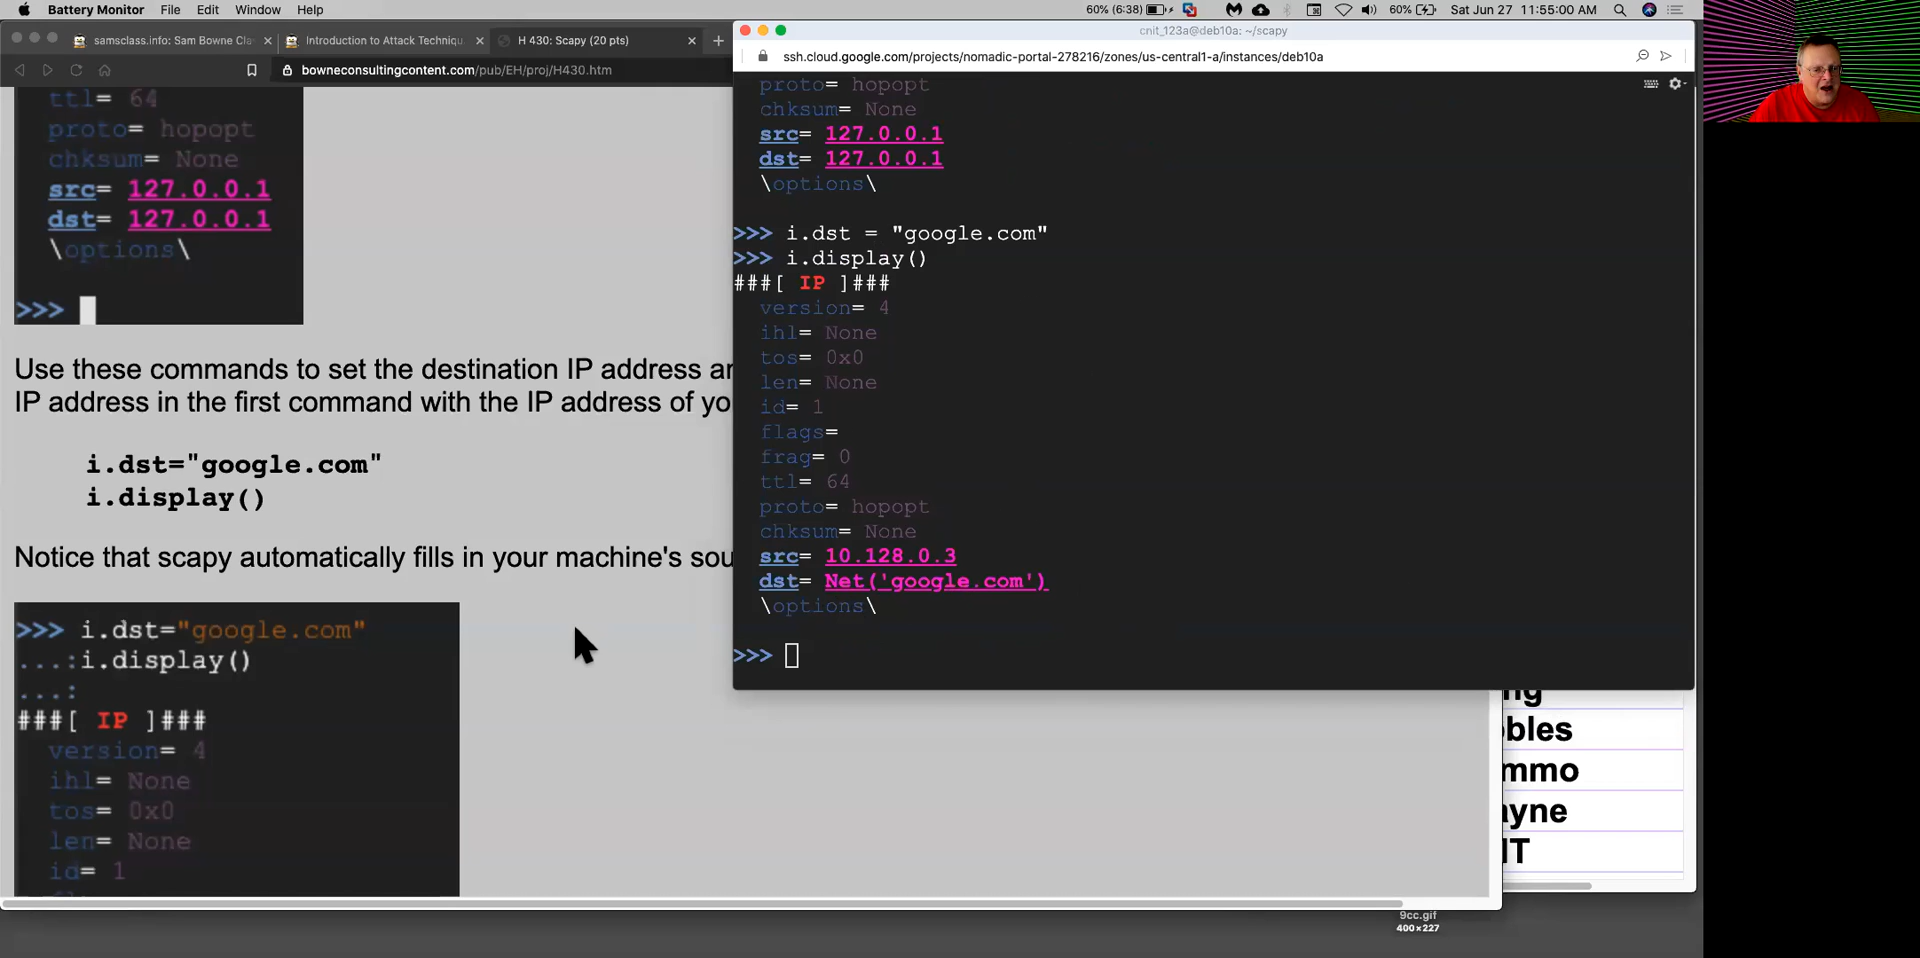 Battery Monitor File Edit Window Help
60% (6:38) 60% Sat Jun 27 11:55:00 AM
samsclass.info: Sam Bowne Cla
Introduction to Attack Techniqu
H 430: Scapy (20 pts)
bowneconsultingcontent.com/pub/EH/proj/H430.htm
ttl= 64
proto= hopopt
chksum= None
src= 127.0.0.1
dst= 127.0.0.1
\options\
>>>
Use these commands to set the destination IP address
IP address in the first command with the IP address of
i.dst="google.com"
i.display()
Notice that scapy automatically fills in your machine's
>>> i.dst="google.com"
...:i.display()
...:
###[ IP ]###
version= 4
ihl= None
tos= 0x0
len= None
id= 1
cnit_123a@deb10a: ~/scapy
ssh.cloud.google.com/projects/nomadic-portal-278216/zones/us-central1-a/instances/deb10a
proto= hopopt
chksum= None
src= 127.0.0.1
dst= 127.0.0.1
\options\
>>> i.dst = "google.com"
>>> i.display()
###[ IP ]###
version= 4
ihl= None
tos= 0x0
len= None
id= 1
flags=
frag= 0
ttl= 64
proto= hopopt
chksum= None
src= 10.128.0.3
dst= Net('google.com')
\options\
>>>
ng
bbles
mmo
ayne
IT
9cc.gif
400×227